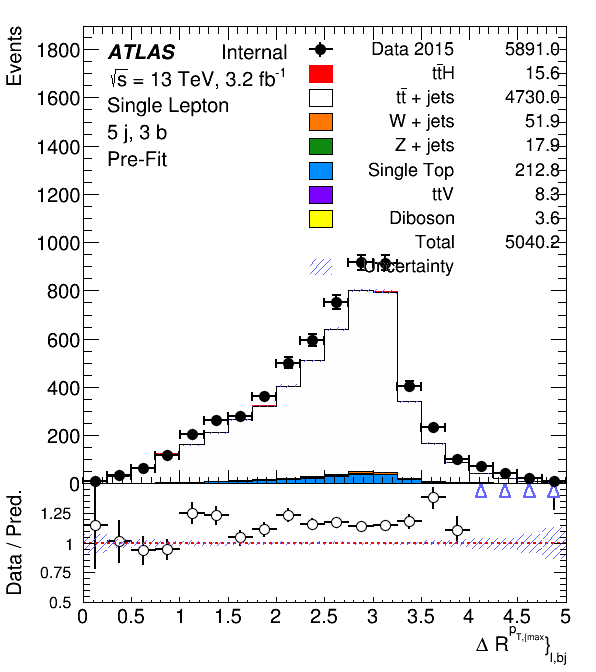 Events
ATLAS Internal
√s = 13 TeV, 3.2 fb-1
Single Lepton
5 j, 3 b
Pre-Fit
Data 2015 5891.0
tt̄H 15.6
tt̄ + jets 4730.0
W + jets 51.9
Z + jets 17.9
Single Top 212.8
ttV 8.3
Diboson 3.6
Total 5040.2
Uncertainty
1800
1600
1400
1200
1000
800
600
400
200
0
Data / Pred.
1.25
1
0.75
0.5
0 0.5 1 1.5 2 2.5 3 3.5 4 4.5 5
Δ R^{p_{T,{max}}}_{l,bj}